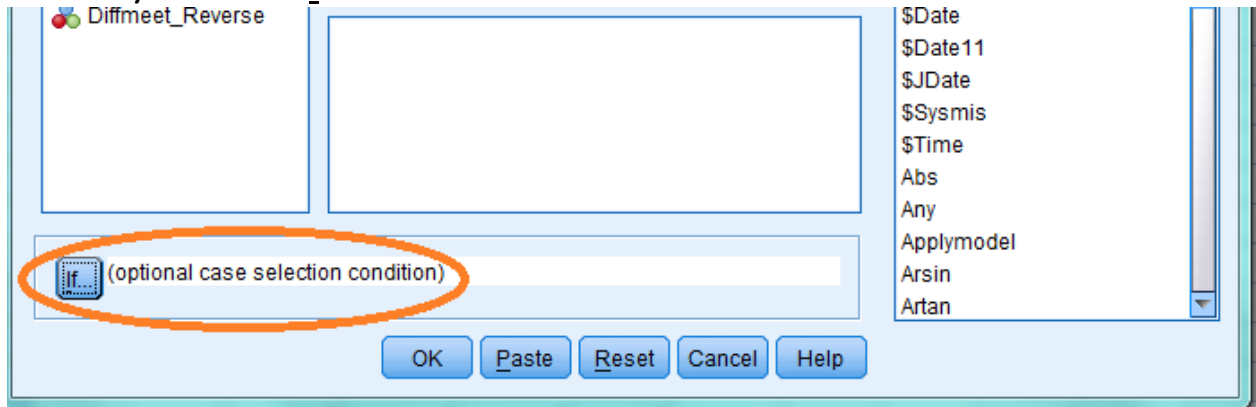 Diffmeet_Reverse
$Date
$Date11
$JDate
$Sysmis
$Time
Abs
Any
Applymodel
Arsin
Artan
If... (optional case selection condition)
OK Paste Reset Cancel Help